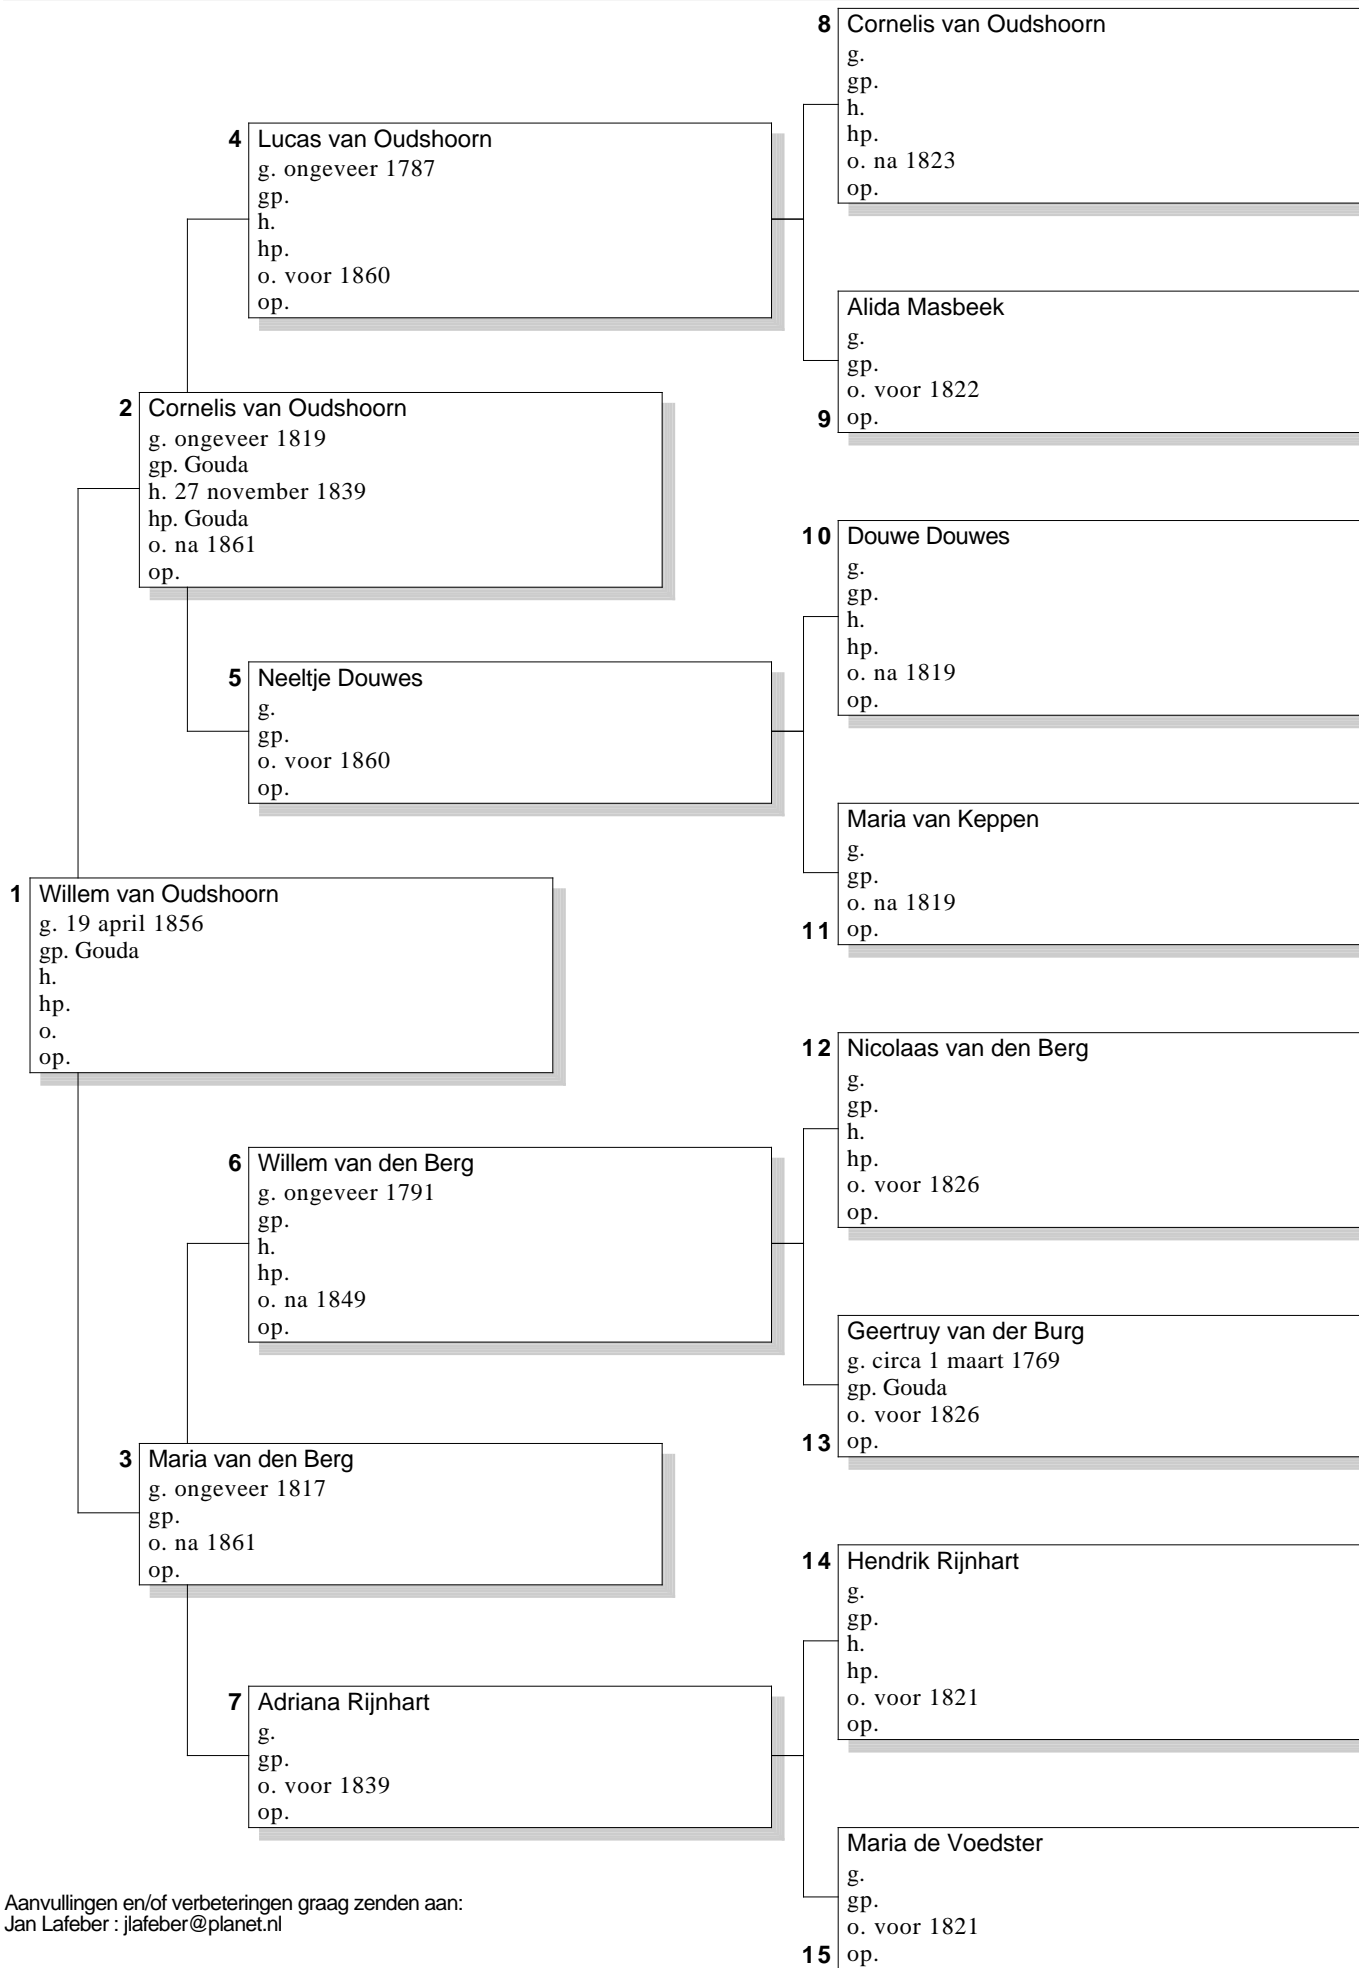 8 Cornelis van Oudshoorn
g.
gp.
h.
hp.
o. na 1823
op.
4 Lucas van Oudshoorn
g. ongeveer 1787
gp.
h.
hp.
o. voor 1860
op.
Alida Masbeek
g.
gp.
o. voor 1822
9 op.
2 Cornelis van Oudshoorn
g. ongeveer 1819
gp. Gouda
h. 27 november 1839
hp. Gouda
o. na 1861
op.
10 Douwe Douwes
g.
gp.
h.
hp.
o. na 1819
op.
5 Neeltje Douwes
g.
gp.
o. voor 1860
op.
Maria van Keppen
g.
gp.
o. na 1819
11 op.
1 Willem van Oudshoorn
g. 19 april 1856
gp. Gouda
h.
hp.
o.
op.
12 Nicolaas van den Berg
g.
gp.
h.
hp.
o. voor 1826
op.
6 Willem van den Berg
g. ongeveer 1791
gp.
h.
hp.
o. na 1849
op.
Geertruy van der Burg
g. circa 1 maart 1769
gp. Gouda
o. voor 1826
13 op.
3 Maria van den Berg
g. ongeveer 1817
gp.
o. na 1861
op.
14 Hendrik Rijnhart
g.
gp.
h.
hp.
o. voor 1821
op.
7 Adriana Rijnhart
g.
gp.
o. voor 1839
op.
Maria de Voedster
g.
gp.
o. voor 1821
15 op.
Aanvullingen en/of verbeteringen graag zenden aan:
Jan Lafeber : jlafeber@planet.nl